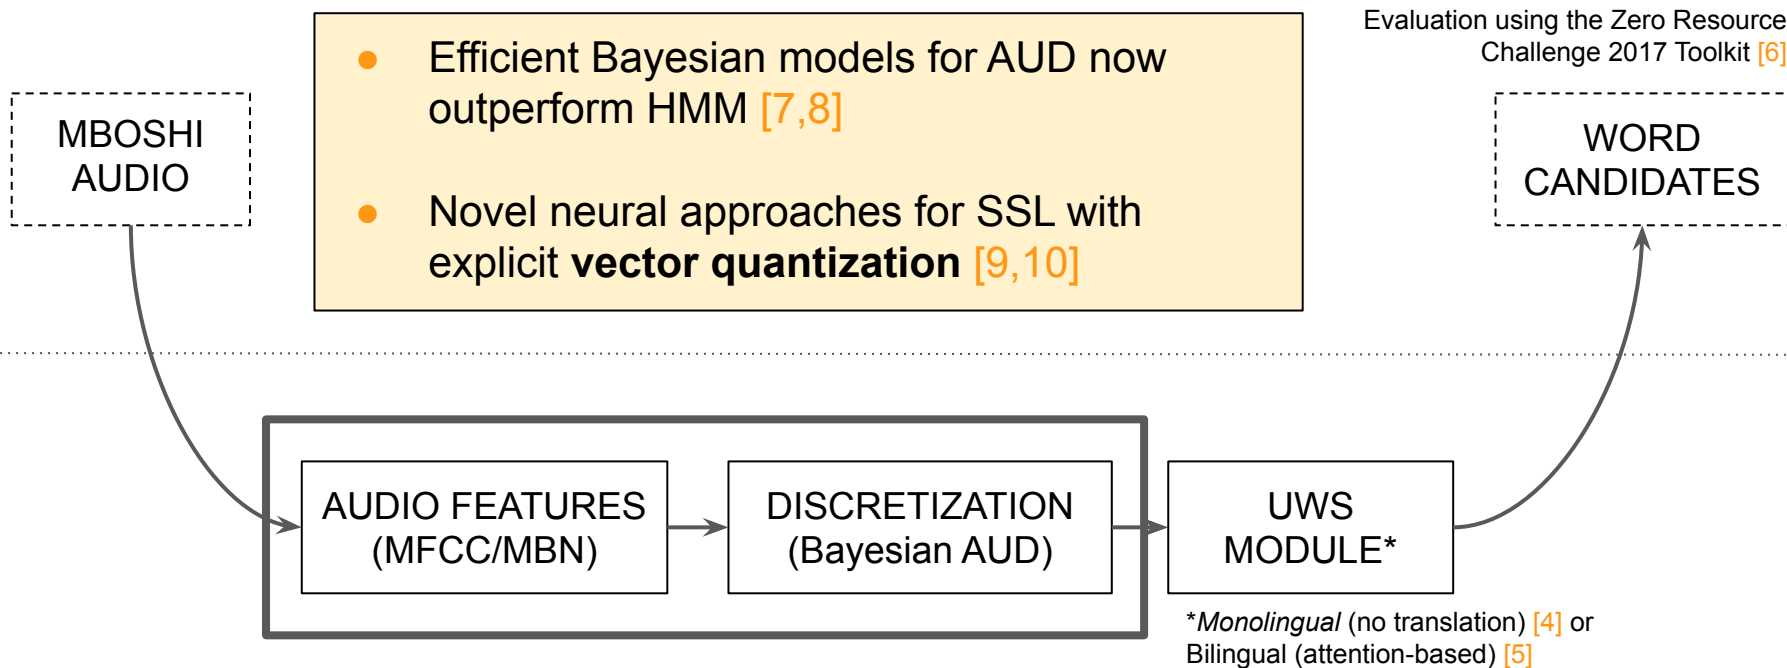 Evaluation using the Zero Resource
Challenge 2017 Toolkit [6]
● Efficient Bayesian models for AUD now
outperform HMM [7,8]
● Novel neural approaches for SSL with
explicit vector quantization [9,10]
MBOSHI
AUDIO
WORD
CANDIDATES
AUDIO FEATURES
(MFCC/MBN)
DISCRETIZATION
(Bayesian AUD)
UWS
MODULE*
*Monolingual (no translation) [4] or
Bilingual (attention-based) [5]